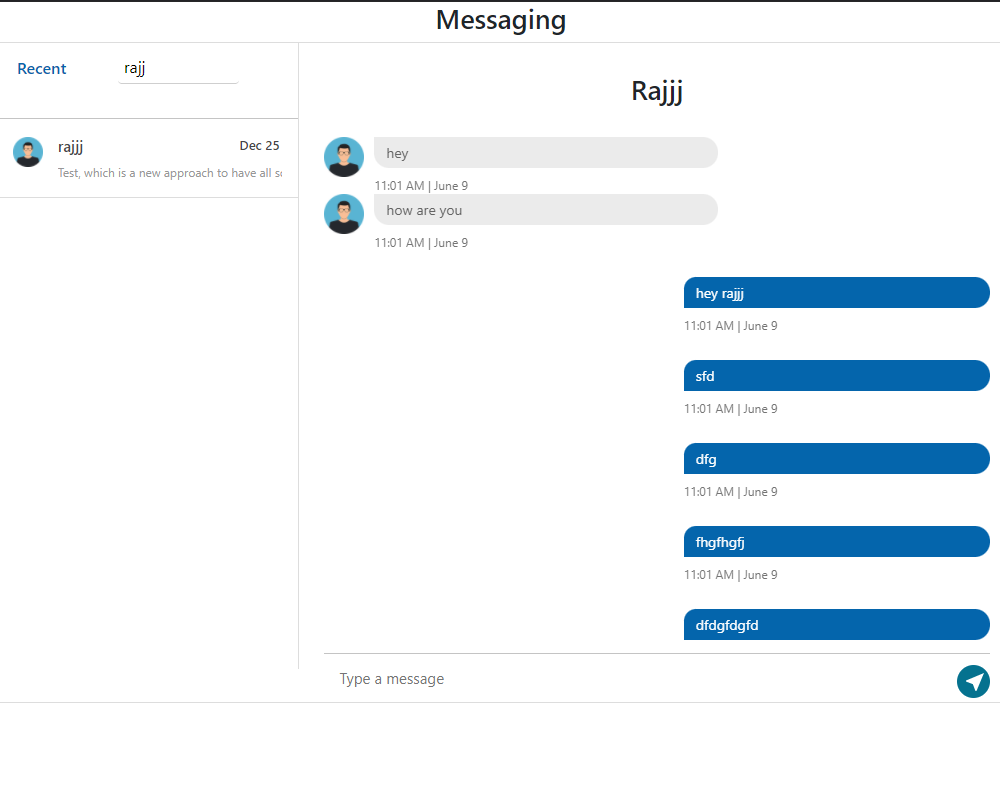 Messaging
Recent
rajj
rajjj
Dec 25
Test, which is a new approach to have all
Rajjj
hey
11:01 AM | June 9
how are you
11:01 AM | June 9
hey rajjj
11:01 AM | June 9
sfd
11:01 AM | June 9
dfg
11:01 AM | June 9
fhgfhgfj
11:01 AM | June 9
dfdgfdgfd
Type a message